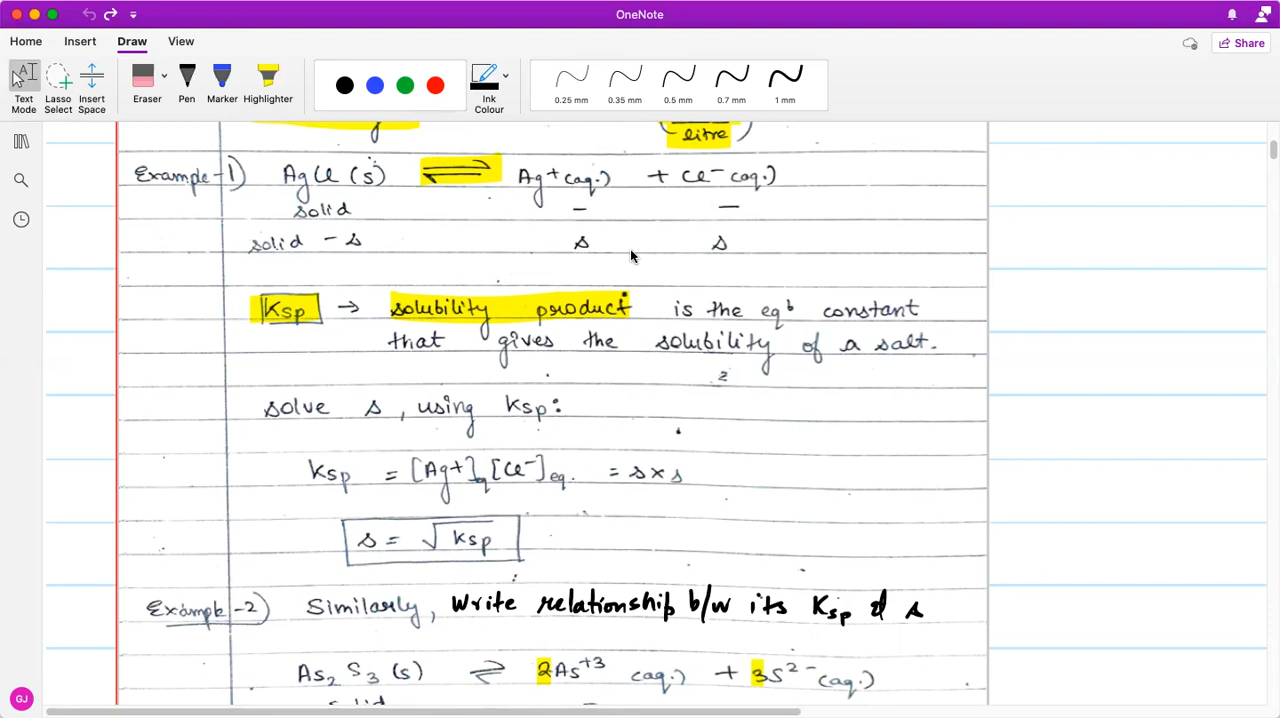 OneNote
Home Insert Draw View Share
Text Mode Lasso Select Insert Space Eraser Pen Marker Highlighter Ink Colour 0.25 mm 0.35 mm 0.5 mm 0.7 mm 1 mm
litre
Example-1) AgCl (s) ⇌ Ag+ (aq.) + Cl- (aq.)
solid - -
solid - s s s
Ksp → solubility product is the eqb constant
that gives the solubility of a salt.
solve s, using Ksp:
Ksp = [Ag+]eq [Cl-]eq. = s x s
s = √Ksp
Example-2) Similarly, Write relationship b/w its Ksp & s
As2 S3 (s) ⇌ 2As+3 (aq.) + 3S2- (aq.)
solid
GJ